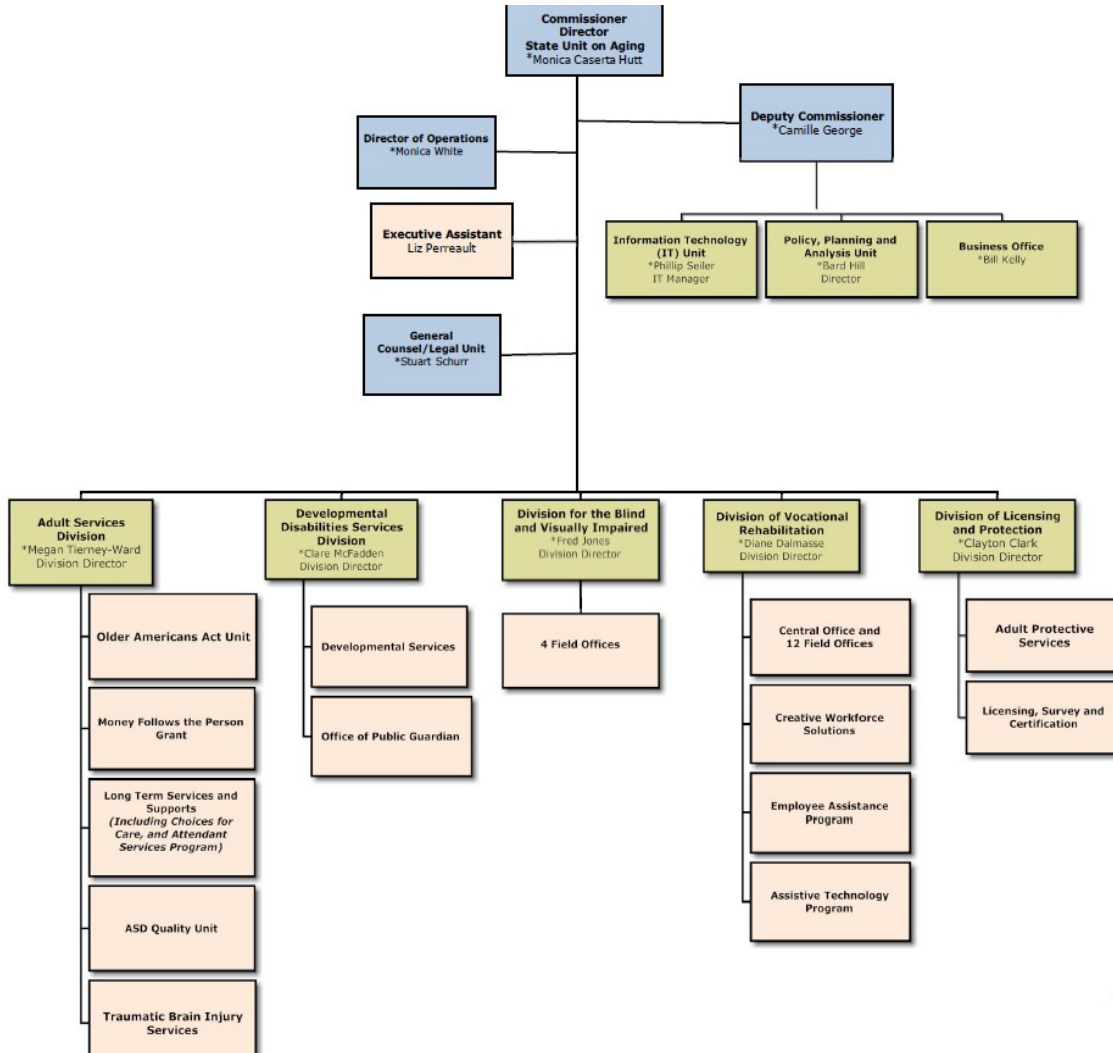 Commissioner
Director
State Unit on Aging
*Monica Caserta Hutt
Deputy Commissioner
*Camille George
Director of Operations
*Monica White
Executive Assistant
Liz Perreault
Information Technology
(IT) Unit
*Phillip Seiler
IT Manager
Policy, Planning and
Analysis Unit
*Bard Hill
Director
Business Office
*Bill Kelly
General
Counsel/Legal Unit
*Stuart Schurr
Adult Services
Division
*Megan Tierney-Ward
Division Director
Developmental
Disabilities Services
Division
*Clare McFadden
Division Director
Division for the Blind
and Visually Impaired
*Fred Jones
Division Director
Division of Vocational
Rehabilitation
*Diane Dalmasse
Division Director
Division of Licensing
and Protection
*Clayton Clark
Division Director
Older Americans Act Unit
Money Follows the Person
Grant
Long Term Services and
Supports
(Including Choices for
Care, and Attendant
Services Program)
ASD Quality Unit
Traumatic Brain Injury
Services
Developmental Services
Office of Public Guardian
4 Field Offices
Central Office and
12 Field Offices
Creative Workforce
Solutions
Employee Assistance
Program
Assistive Technology
Program
Adult Protective
Services
Licensing, Survey and
Certification